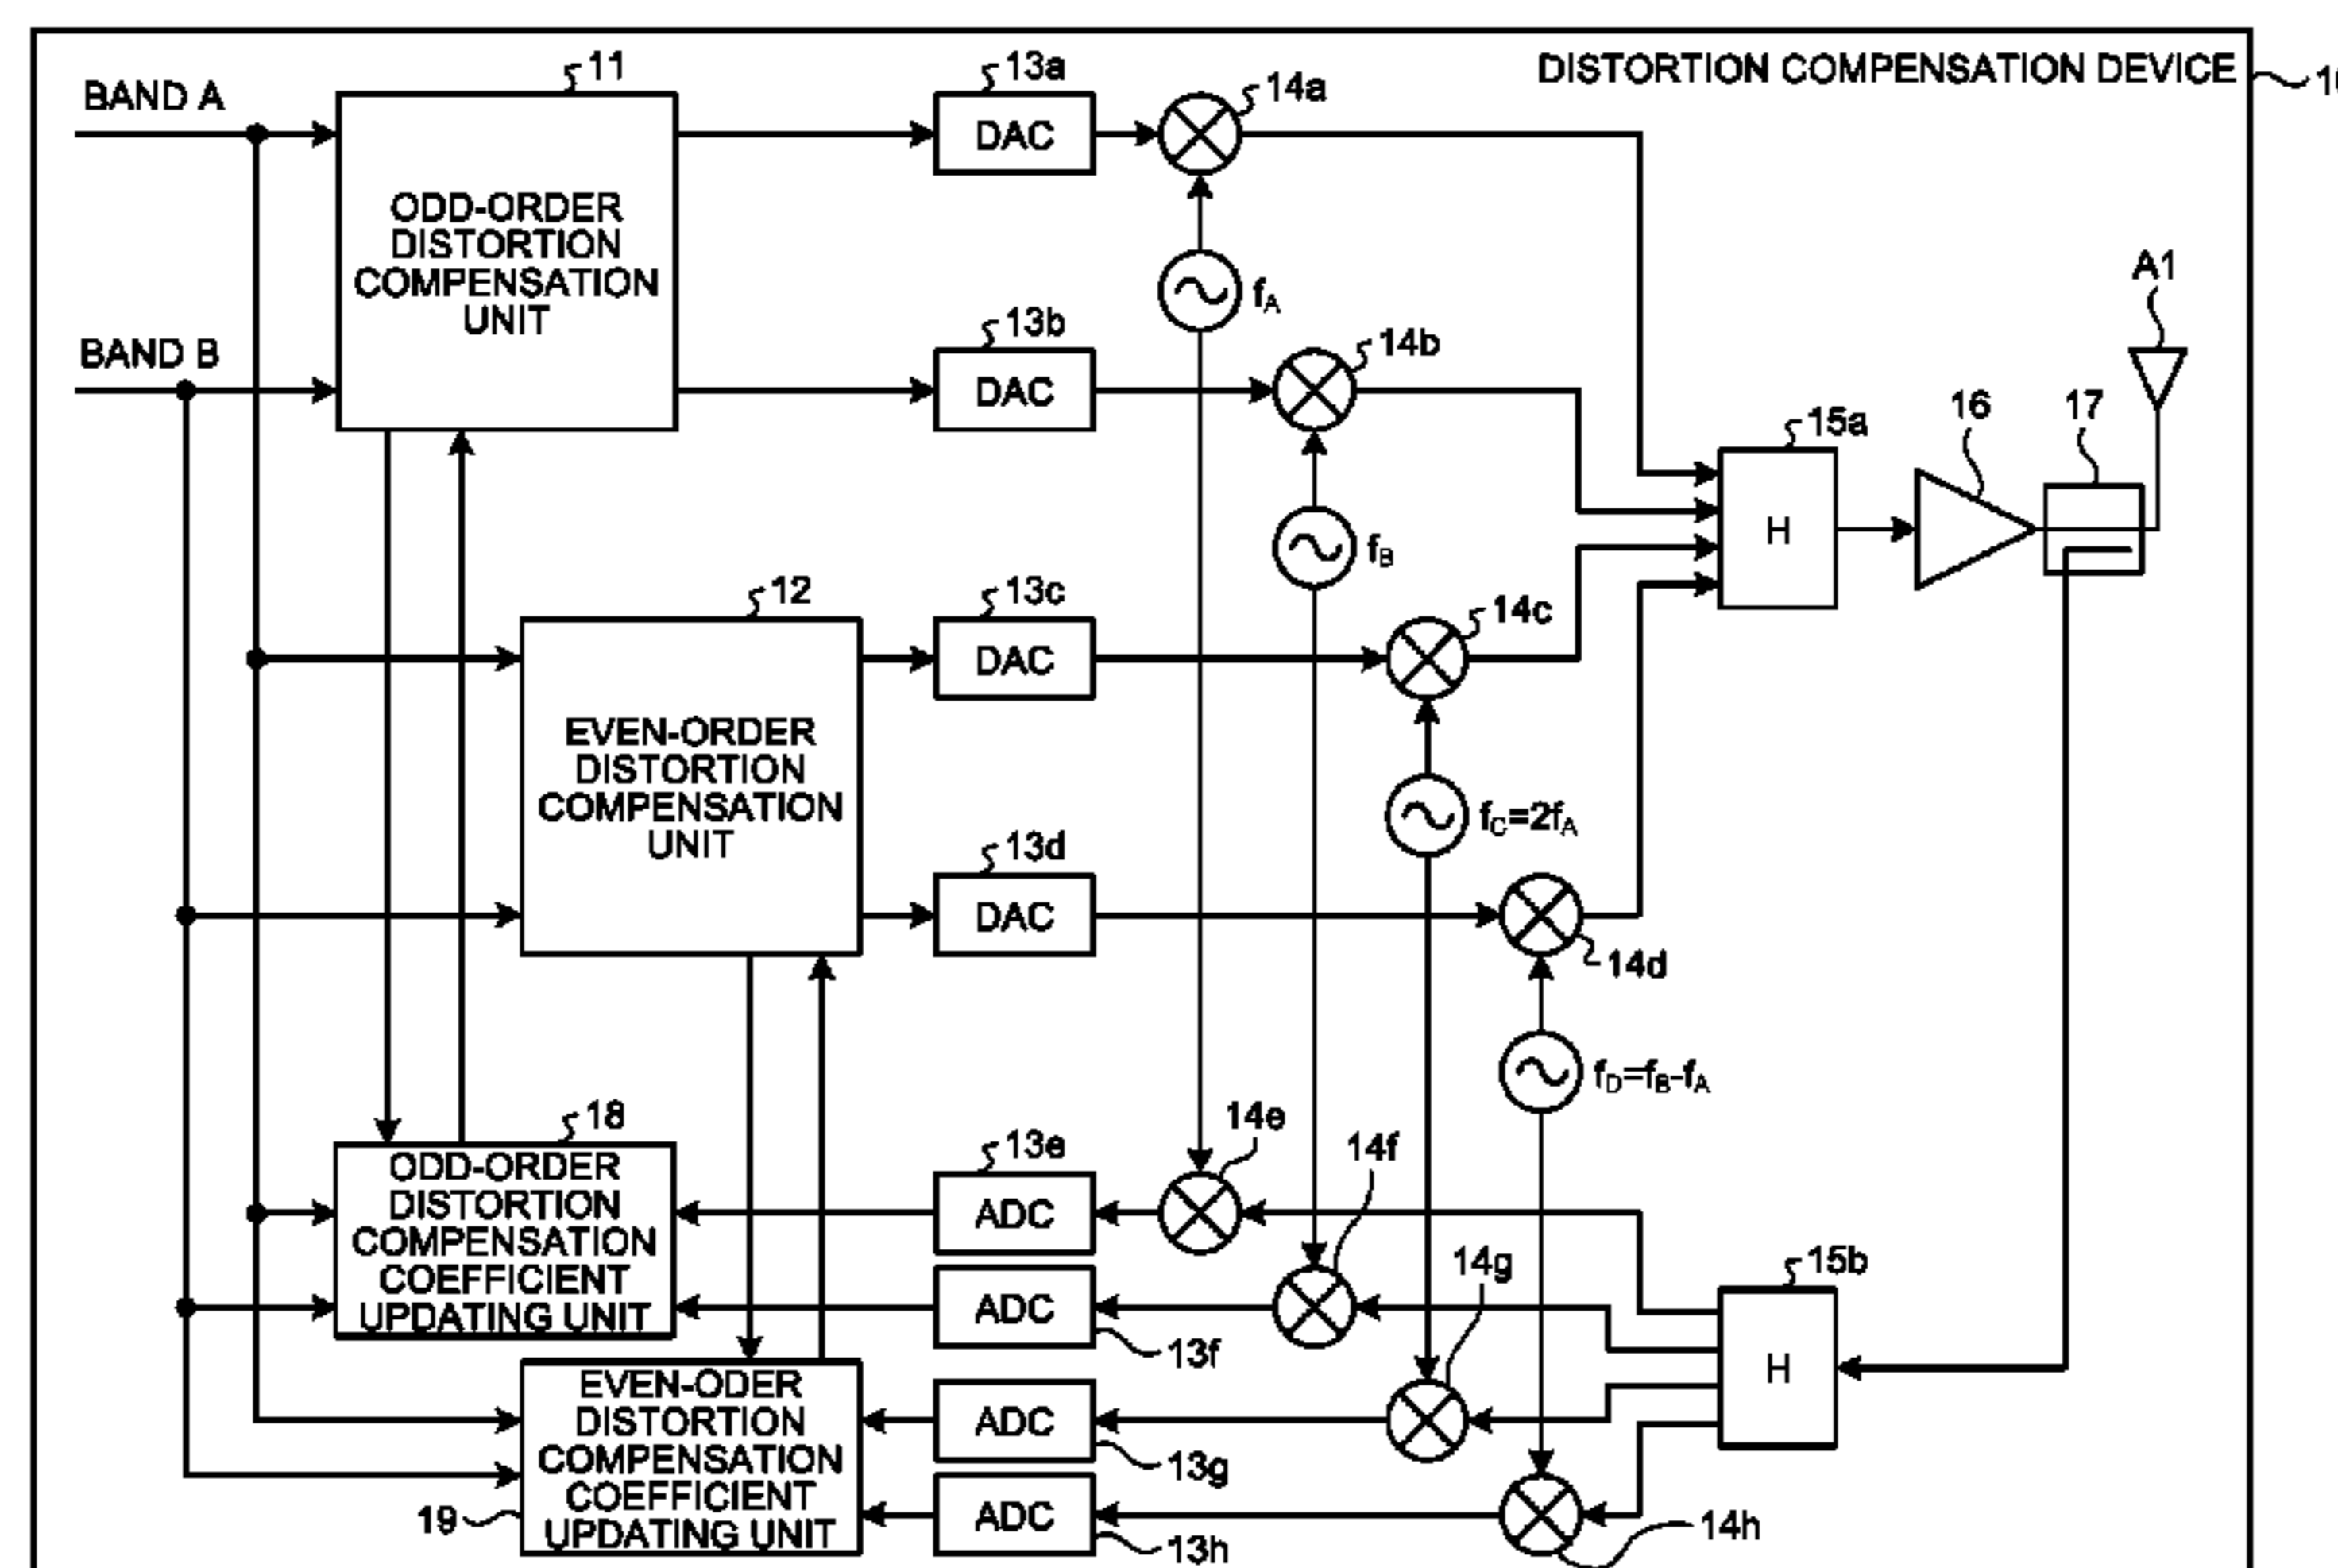 DISTORTION COMPENSATION DEVICE
BAND A
11
13a
14a
DAC
ODD-ORDER
DISTORTION
COMPENSATION
UNIT
fA
A1
BAND B
13b
14b
DAC
15a
16
17
H
fB
12
13c
14c
DAC
EVEN-ORDER
DISTORTION
COMPENSATION
UNIT
fC=2fA
13d
DAC
14d
fD=fB-fA
18
13e
14e
14f
ODD-ORDER
DISTORTION
COMPENSATION
COEFFICIENT
UPDATING UNIT
ADC
14g
15b
ADC
13f
H
EVEN-ODER
DISTORTION
COMPENSATION
COEFFICIENT
UPDATING UNIT
19
ADC
13g
ADC
13h
14h